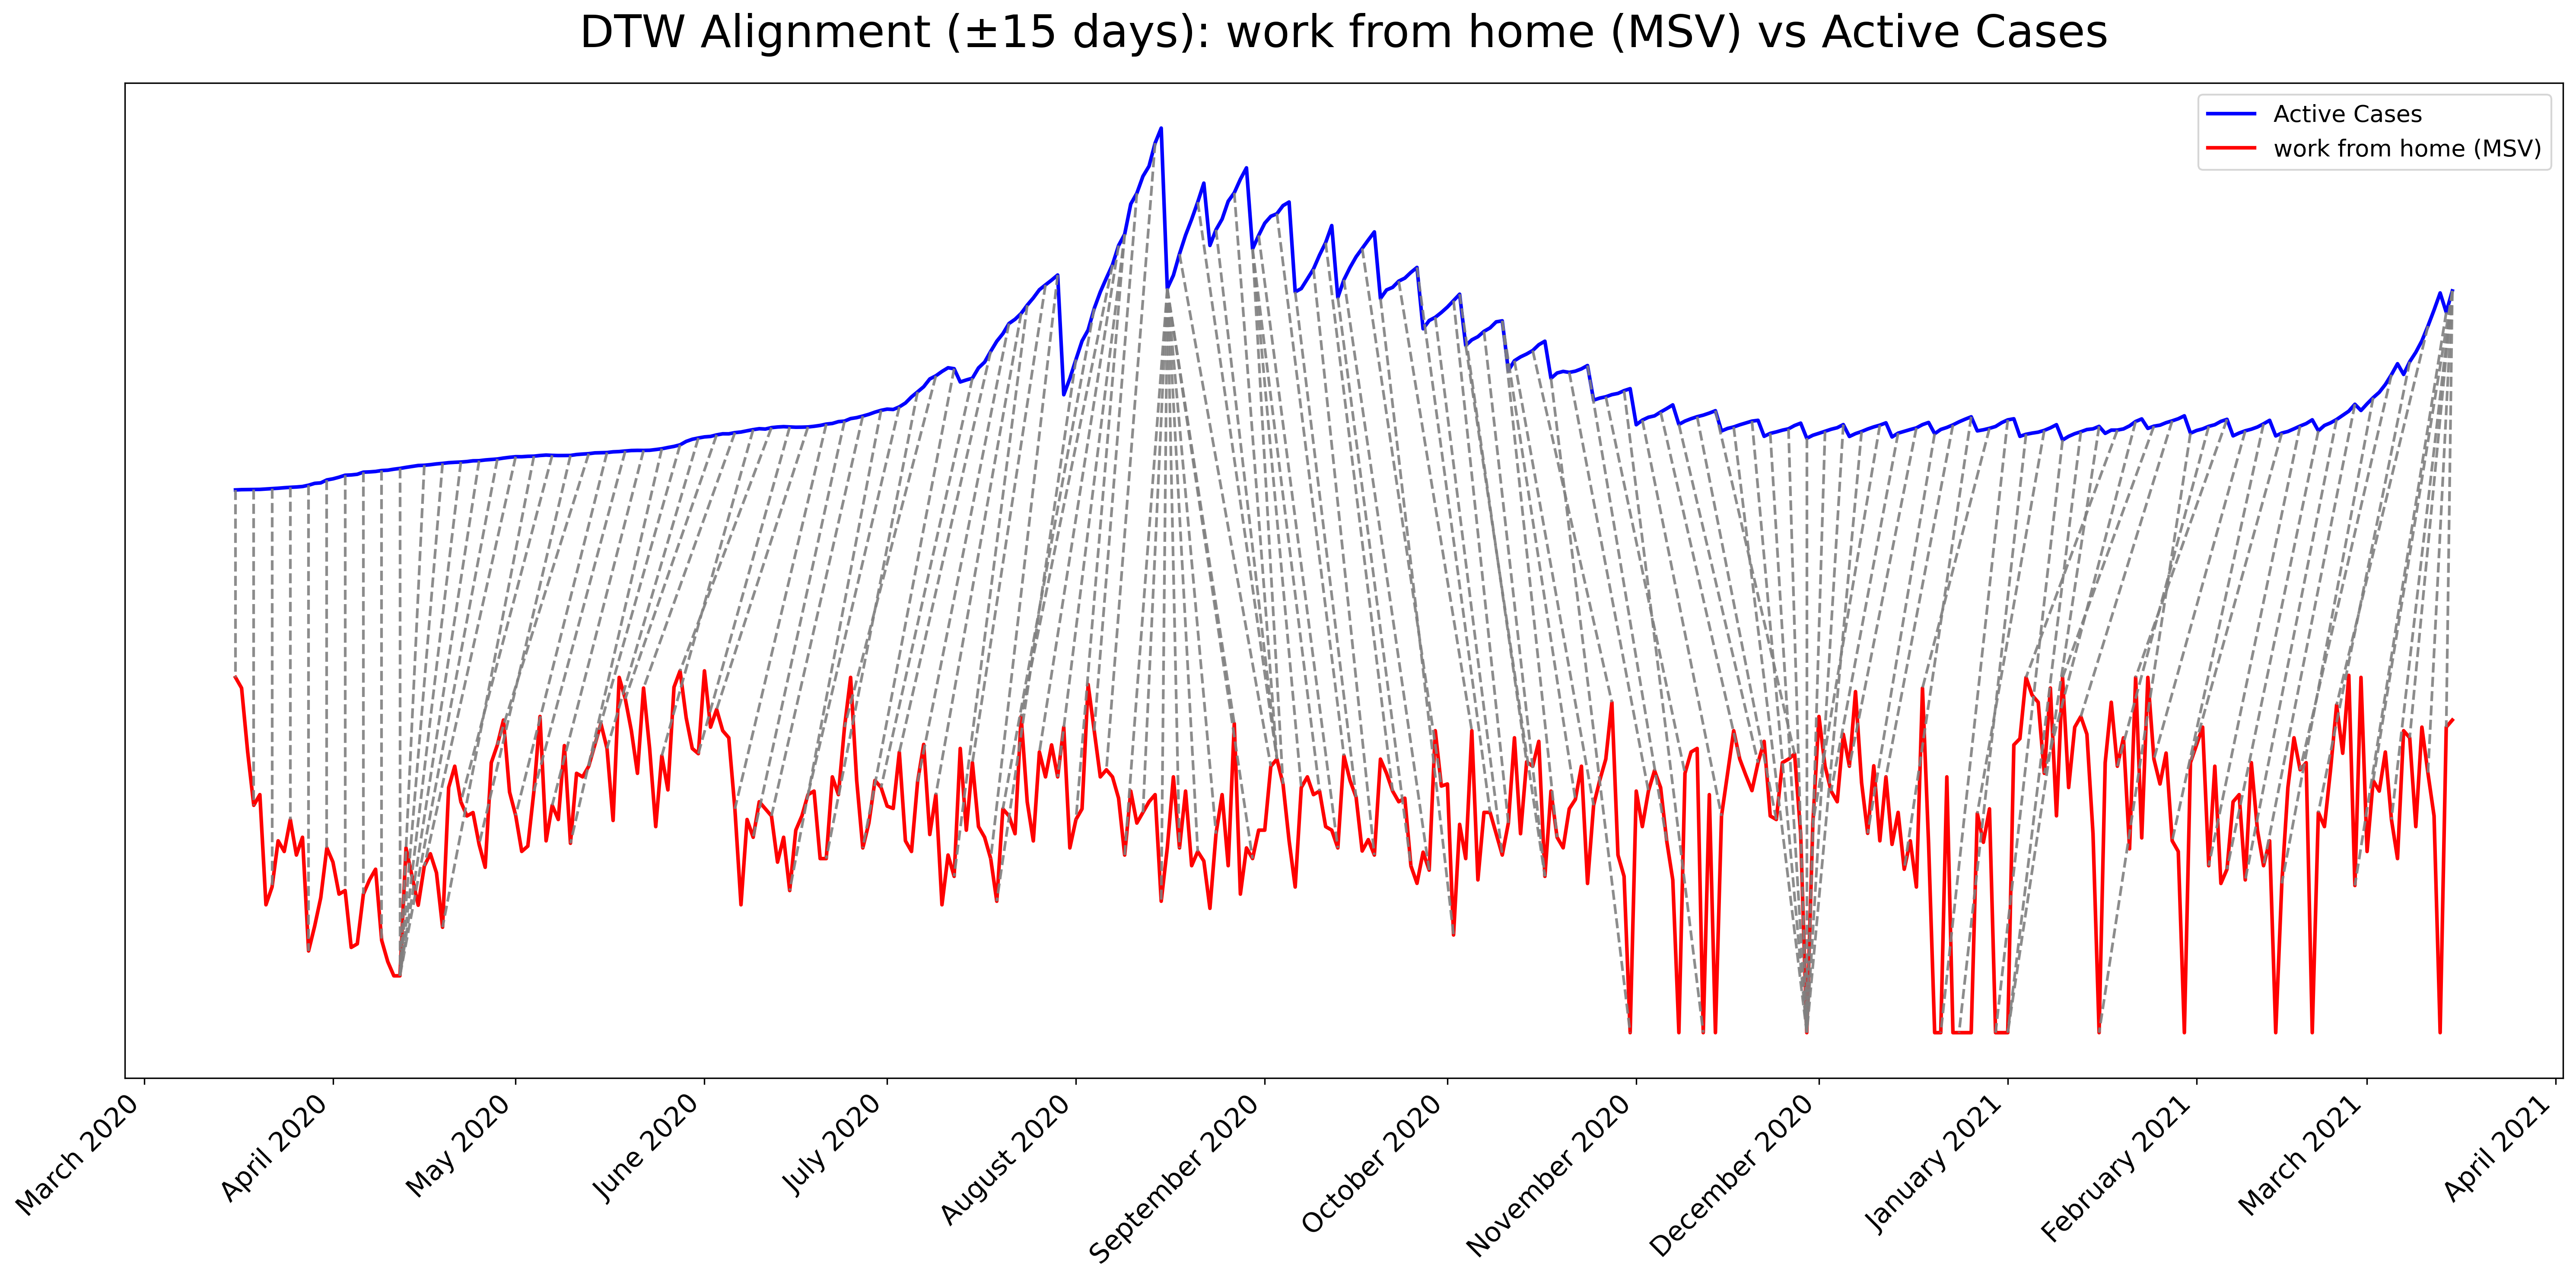 DTW Alignment (±15 days): work from home (MSV) vs Active Cases
Active Cases
work from home (MSV)
March 2020
April 2020
May 2020
June 2020
July 2020
August 2020
September 2020
October 2020
November 2020
December 2020
January 2021
February 2021
March 2021
April 2021